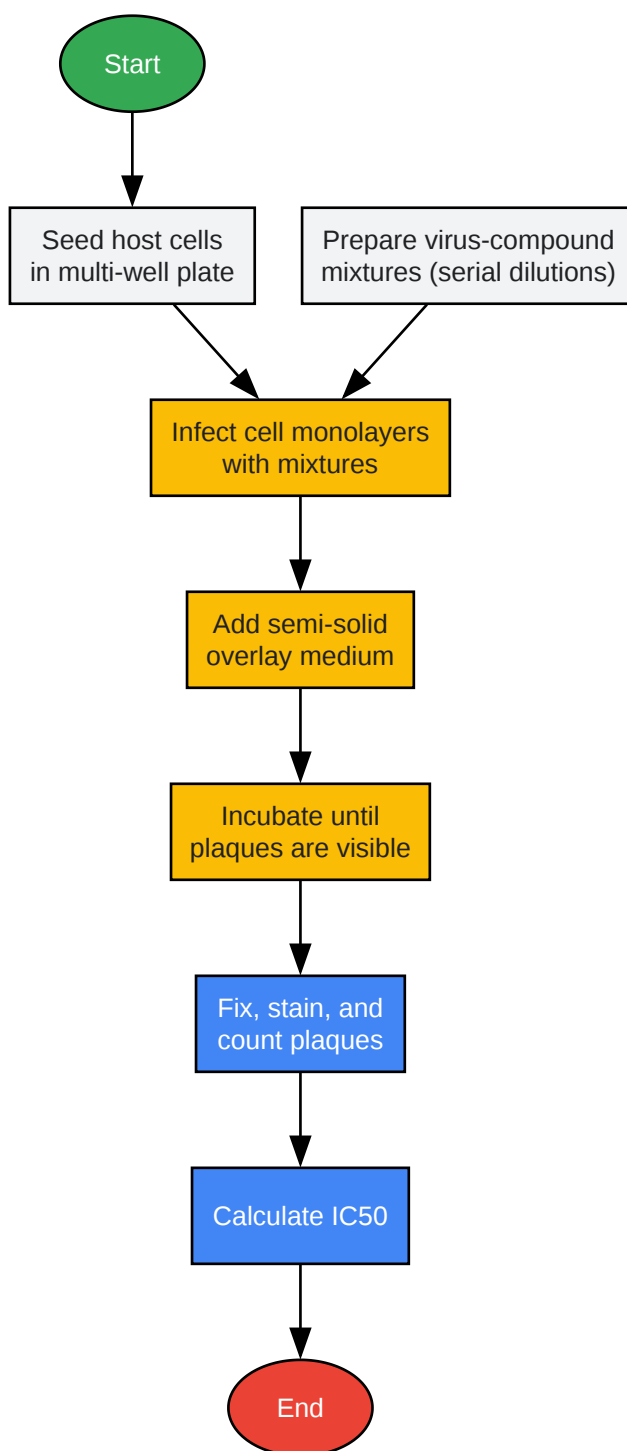 Start
Seed host cells
in multi-well plate
Prepare virus-compound
mixtures (serial dilutions)
Infect cell monolayers
with mixtures
Add semi-solid
overlay medium
Incubate until
plaques are visible
Fix, stain, and
count plaques
Calculate IC50
End